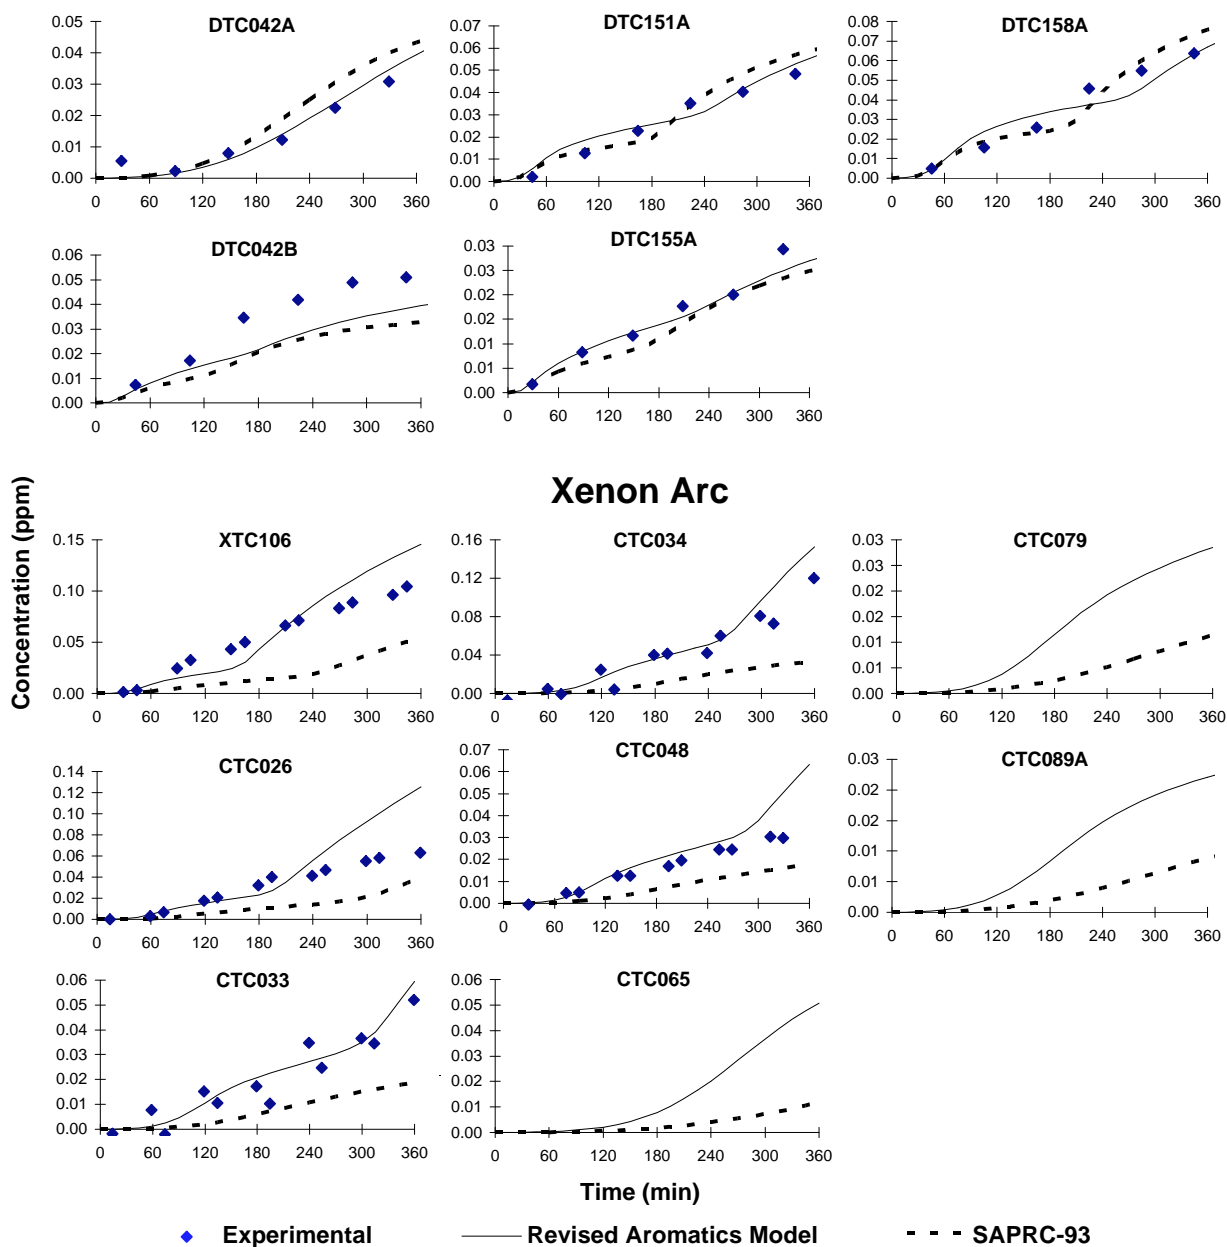 DTC042A
0.05
0.04
0.03
0.02
0.01
0.00
0 60 120 180 240 300 360
DTC151A
0.07
0.06
0.05
0.04
0.03
0.02
0.01
0.00
0 60 120 180 240 300 360
DTC158A
0.08
0.07
0.06
0.05
0.04
0.03
0.02
0.01
0.00
0 60 120 180 240 300 360
DTC042B
0.06
0.05
0.04
0.03
0.02
0.01
0.00
0 60 120 180 240 300 360
DTC155A
0.03
0.03
0.02
0.02
0.01
0.01
0.00
0 60 120 180 240 300 360
Concentration (ppm)
Xenon Arc
XTC106
0.15
0.10
0.05
0.00
0 60 120 180 240 300 360
CTC034
0.16
0.12
0.08
0.04
0.00
0 60 120 180 240 300 360
CTC079
0.03
0.03
0.02
0.02
0.01
0.01
0.00
0 60 120 180 240 300 360
CTC026
0.14
0.12
0.10
0.08
0.06
0.04
0.02
0.00
0 60 120 180 240 300 360
CTC048
0.07
0.06
0.05
0.04
0.03
0.02
0.01
0.00
0 60 120 180 240 300 360
CTC089A
0.03
0.02
0.02
0.01
0.01
0.00
0 60 120 180 240 300 360
CTC033
0.06
0.05
0.04
0.03
0.02
0.01
0.00
0 60 120 180 240 300 360
CTC065
0.06
0.05
0.04
0.03
0.02
0.01
0.00
0 60 120 180 240 300 360
Time (min)
Experimental
Revised Aromatics Model
SAPRC-93